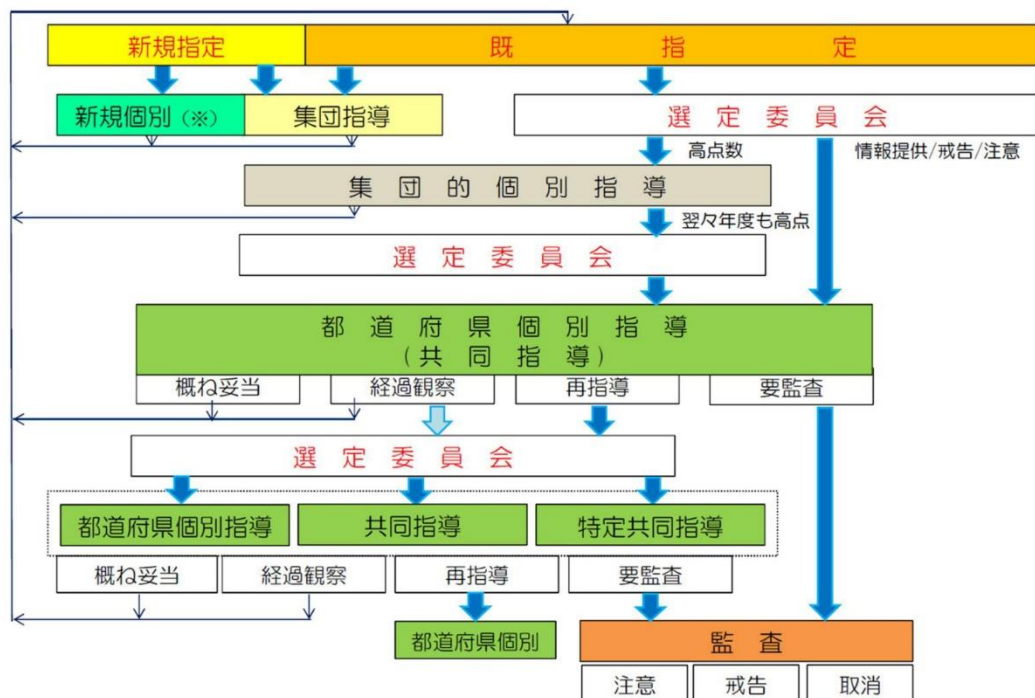 新規指定
既指定
新規個別（※）
集団指導
選定委員会
高点数
情報提供/戒告/注意
集団的個別指導
翌々年度も高点
選定委員会
都道府県個別指導
（共同指導）
概ね妥当
経過観察
再指導
要監査
選定委員会
都道府県個別指導
共同指導
特定共同指導
概ね妥当
経過観察
再指導
要監査
都道府県個別
監査
注意
戒告
取消